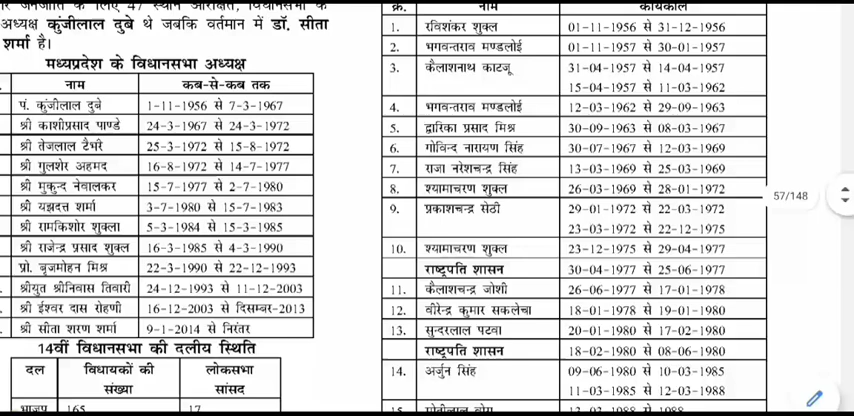 अध्यक्ष कुंजीलाल दुबे थे जबकि वर्तमान में डॉ. सीता
शर्मा है।
मध्यप्रदेश के विधानसभा अध्यक्ष
नाम कब-से-कब तक
पं. कुंजीलाल दुबे 1-11-1956 से 7-3-1967
श्री काशीप्रसाद पाण्डे 24-3-1967 से 24-3-1972
श्री तेजलाल टैभरे 25-3-1972 से 15-8-1972
श्री गुलशेर अहमद 16-8-1972 से 14-7-1977
श्री मुकुन्द नेवालकर 15-7-1977 से 2-7-1980
श्री यज्ञदत्त शर्मा 3-7-1980 से 15-7-1983
श्री रामकिशोर शुक्ला 5-3-1984 से 15-3-1985
श्री राजेन्द्र प्रसाद शुक्ल 16-3-1985 से 4-3-1990
प्रो. बृजमोहन मिश्र 22-3-1990 से 22-12-1993
श्रीयुत श्रीनिवास तिवारी 24-12-1993 से 11-12-2003
श्री ईश्वर दास रोहणी 16-12-2003 से दिसम्बर-2013
श्री सीता शरण शर्मा 9-1-2014 से निरंतर
14वीं विधानसभा की दलीय स्थिति
दल विधायकों की लोकसभा
संख्या सांसद
भाजपा 165 17
क्र. नाम कार्यकाल
1. रविशंकर शुक्ल 01-11-1956 से 31-12-1956
2. भगवन्तराव मण्डलोई 01-11-1957 से 30-01-1957
3. कैलाशनाथ काटजू 31-04-1957 से 14-04-1957
15-04-1957 से 11-03-1962
4. भगवन्तराव मण्डलोई 12-03-1962 से 29-09-1963
5. द्वारिका प्रसाद मिश्र 30-09-1963 से 08-03-1967
6. गोविन्द नारायण सिंह 30-07-1967 से 12-03-1969
7. राजा नरेशचन्द्र सिंह 13-03-1969 से 25-03-1969
8. श्यामाचरण शुक्ल 26-03-1969 से 28-01-1972
9. प्रकाशचन्द्र सेठी 29-01-1972 से 22-03-1972
23-03-1972 से 22-12-1975
10. श्यामाचरण शुक्ल 23-12-1975 से 29-04-1977
राष्ट्रपति शासन 30-04-1977 से 25-06-1977
11. कैलाशचन्द्र जोशी 26-06-1977 से 17-01-1978
12. वीरेन्द्र कुमार सकलेचा 18-01-1978 से 19-01-1980
13. सुन्दरलाल पटवा 20-01-1980 से 17-02-1980
राष्ट्रपति शासन 18-02-1980 से 08-06-1980
14. अर्जुन सिंह 09-06-1980 से 10-03-1985
11-03-1985 से 12-03-1988
57/148